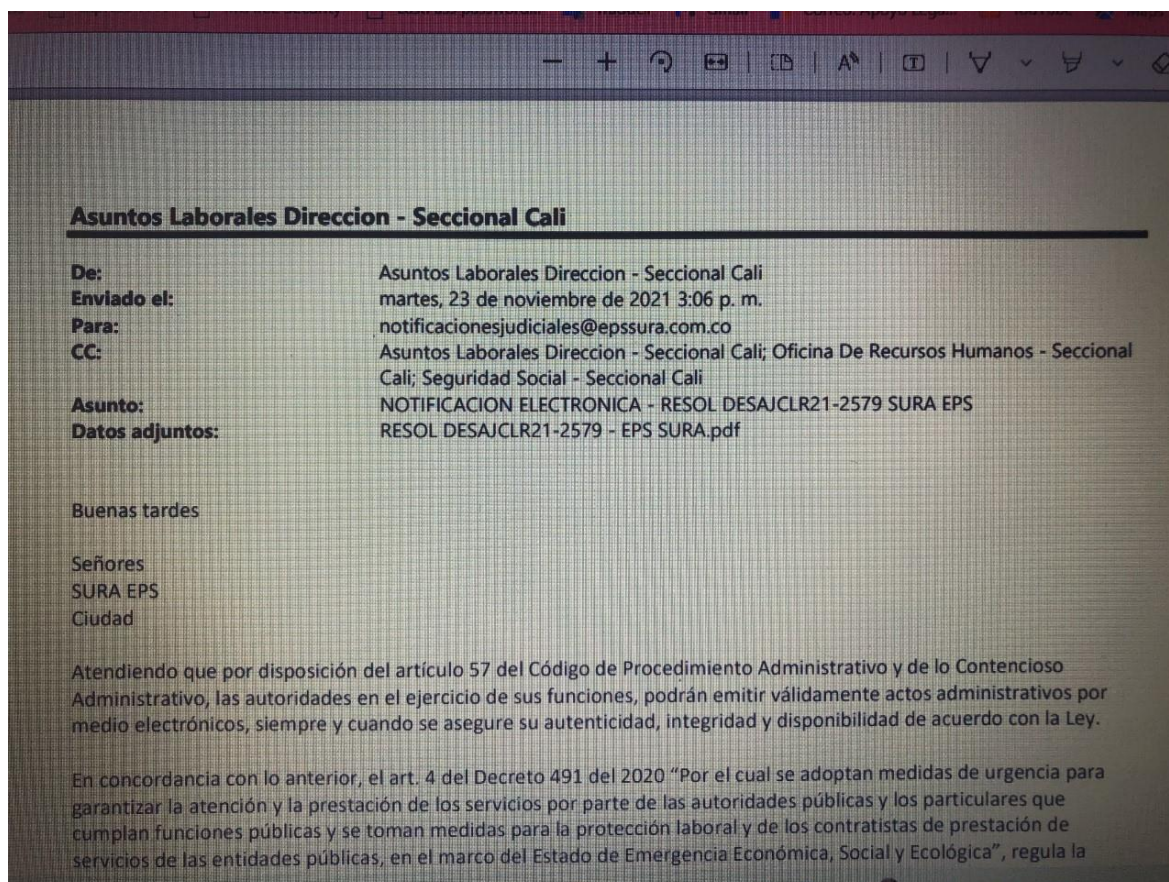 Asuntos Laborales Direccion - Seccional Cali
De: Asuntos Laborales Direccion - Seccional Cali
Enviado el: martes, 23 de noviembre de 2021 3:06 p. m.
Para: notificacionesjudiciales@epssura.com.co
CC: Asuntos Laborales Direccion - Seccional Cali; Oficina De Recursos Humanos - Seccional
Cali; Seguridad Social - Seccional Cali
Asunto: NOTIFICACION ELECTRONICA - RESOL DESAJCLR21-2579 SURA EPS
Datos adjuntos: RESOL DESAJCLR21-2579 - EPS SURA.pdf
Buenas tardes
Señores
SURA EPS
Ciudad
Atendiendo que por disposición del artículo 57 del Código de Procedimiento Administrativo y de lo Contencioso
Administrativo, las autoridades en el ejercicio de sus funciones, podrán emitir válidamente actos administrativos por
medio electrónicos, siempre y cuando se asegure su autenticidad, integridad y disponibilidad de acuerdo con la Ley.
En concordancia con lo anterior, el art. 4 del Decreto 491 del 2020 "Por el cual se adoptan medidas de urgencia para
garantizar la atención y la prestación de los servicios por parte de las autoridades públicas y los particulares que
cumplan funciones públicas y se toman medidas para la protección laboral y de los contratistas de prestación de
servicios de las entidades públicas, en el marco del Estado de Emergencia Económica, Social y Ecológica", regula la